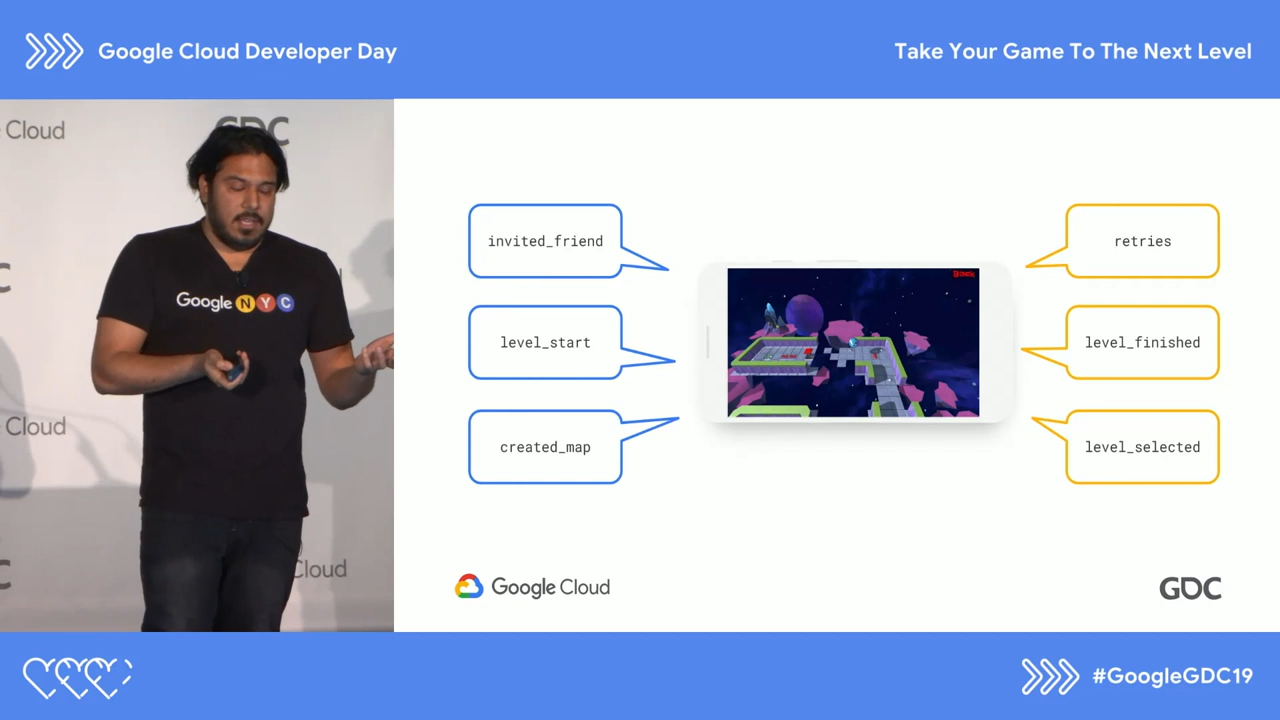 Google Cloud Developer Day
Take Your Game To The Next Level
Cloud
GDC
Google NYC
Cloud
Cloud
invited_friend
level_start
created_map
retries
level_finished
level_selected
Google Cloud
GDC
#GoogleGDC19